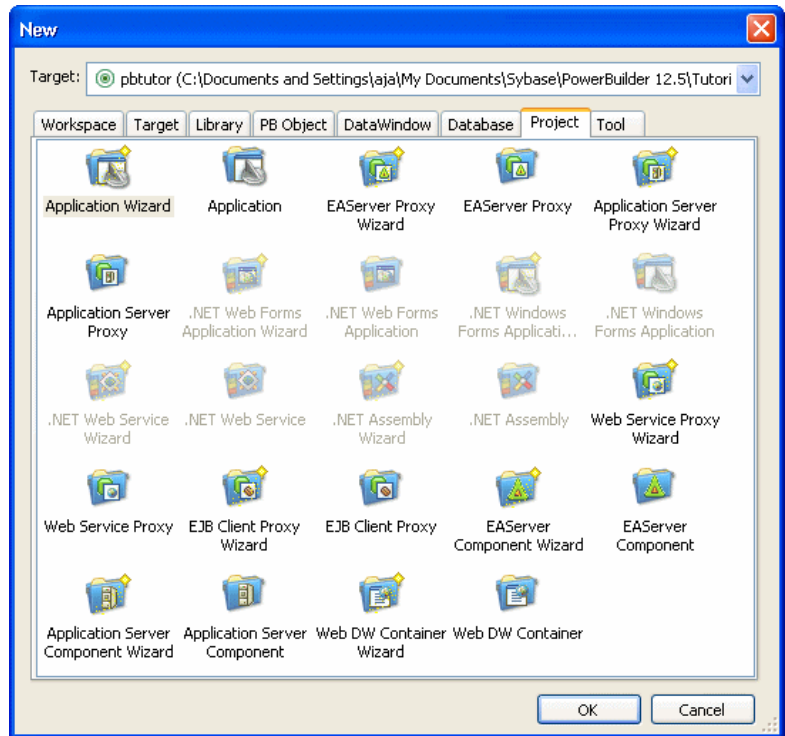 New
Target: pbtutor (C:\Documents and Settings\aja\My Documents\Sybase\PowerBuilder 12.5\Tutori
Workspace Target Library PB Object DataWindow Database Project Tool
Application Wizard Application EAServer Proxy EAServer Proxy Application Server
Wizard Proxy Wizard
Application Server .NET Web Forms .NET Web Forms .NET Windows .NET Windows
Proxy Application Wizard Application Forms Applicati... Forms Application
.NET Web Service .NET Web Service .NET Assembly .NET Assembly Web Service Proxy
Wizard Wizard Wizard
Web Service Proxy EJB Client Proxy EJB Client Proxy EAServer EAServer
Wizard Component Wizard Component
Application Server Application Server Web DW Container Web DW Container
Component Wizard Component Wizard
OK Cancel